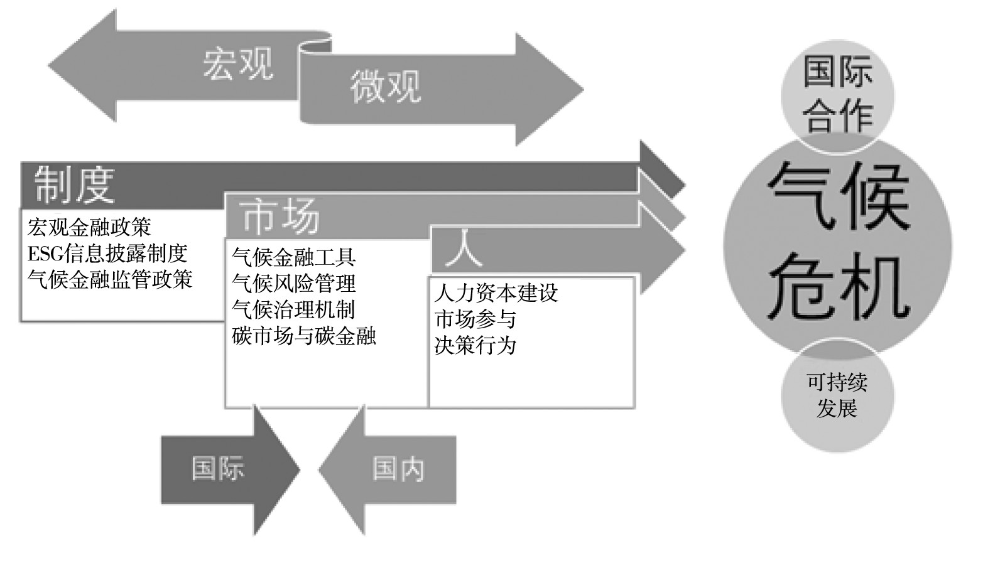 宏观
微观
制度
宏观金融政策
ESG信息披露制度
气候金融监管政策
市场
气候金融工具
气候风险管理
气候治理机制
碳市场与碳金融
人
人力资本建设
市场参与
决策行为
国际
国内
国际
合作
气候
危机
可持续
发展